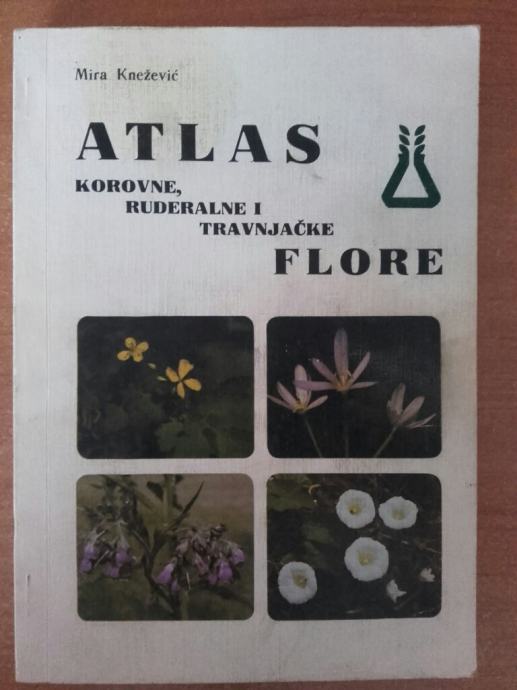 Mira Knežević
ATLAS
KOROVNE,
RUDERALNE I
TRAVNJAČKE
FLORE